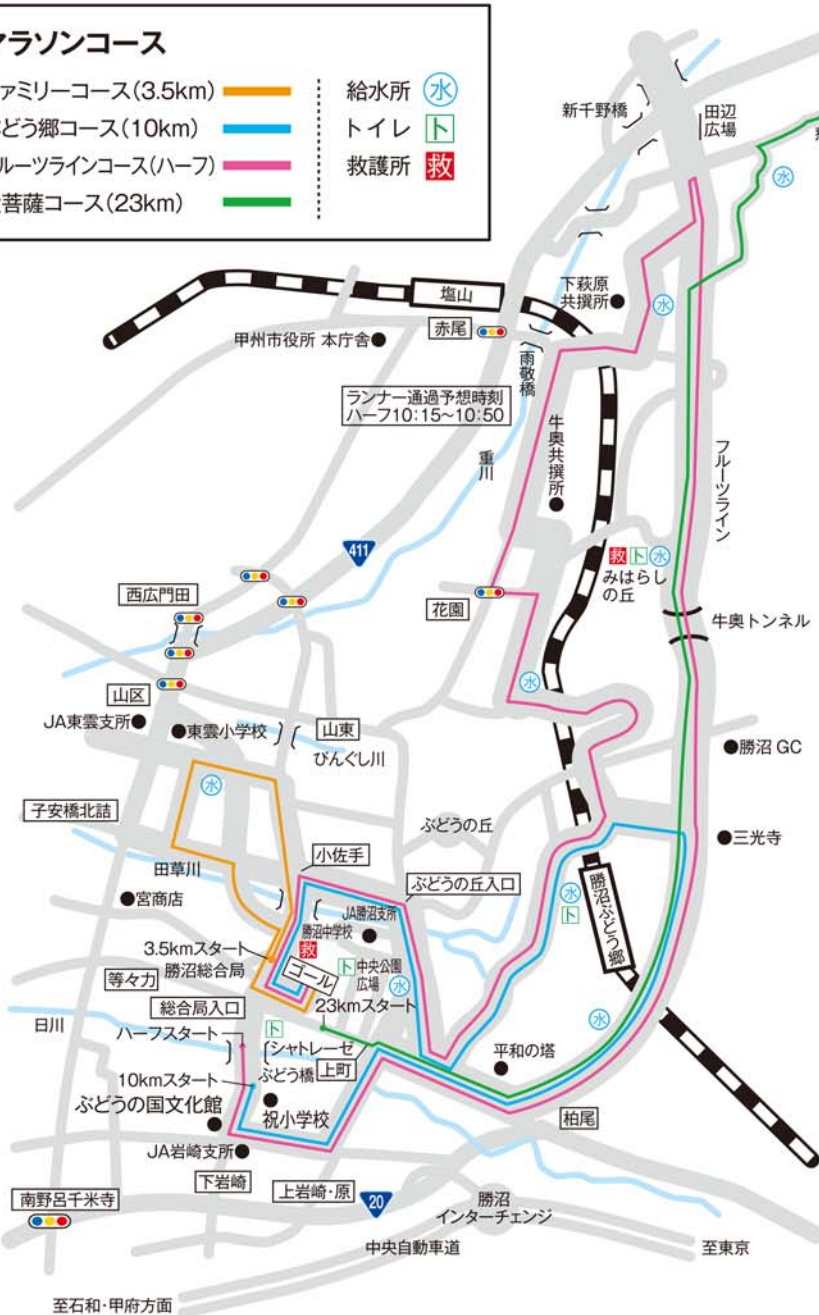 マラソンコース
ファミリーコース(3.5km)
ぶどう郷コース(10km)
ルーツラインコース(ハーフ)
菩薩コース(23km)
給水所 水
トイレ ト
救護所 救
新千野橋
田辺
広場
水
塩山
下萩原
共撰所
水
赤尾
甲州市役所 本庁舎
雨敬橋
ランナー通過予想時刻
ハーフ10:15〜10:50
重川
牛奥共撰所
フルーツライン
411
救 ト 水
みはらし
の丘
西広門田
花園
牛奥トンネル
水
山区
JA東雲支所
東雲小学校
山東
びんぐし川
勝沼 GC
水
子安橋北詰
ぶどうの丘
三光寺
田草川
小佐手
ぶどうの丘入口
宮商店
JA勝沼支所
勝沼中学校
救
水
ト
勝沼ぶどう郷
3.5kmスタート
勝沼総合局
ゴール
ト 中央公園
広場
水
等々力
総合局入口
23kmスタート
水
日川
ハーフスタート
ト
シャトレーゼ
ぶどう橋
上町
平和の塔
10kmスタート
ぶどうの国文化館
祝小学校
柏尾
JA岩崎支所
下岩崎
上岩崎・原
南野呂千米寺
20
勝沼
インターチェンジ
中央自動車道
至東京
至石和・甲府方面